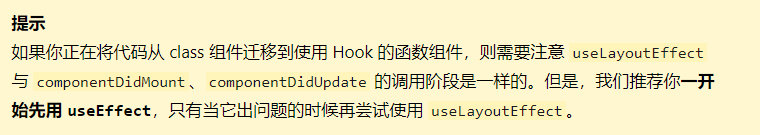 提示
如果你正在将代码从 class 组件迁移到使用 Hook 的函数组件，则需要注意 useLayoutEffect
与 componentDidMount、componentDidUpdate 的调用阶段是一样的。但是，我们推荐你一开
始先用 useEffect，只有当它出问题的时候再尝试使用 useLayoutEffect。